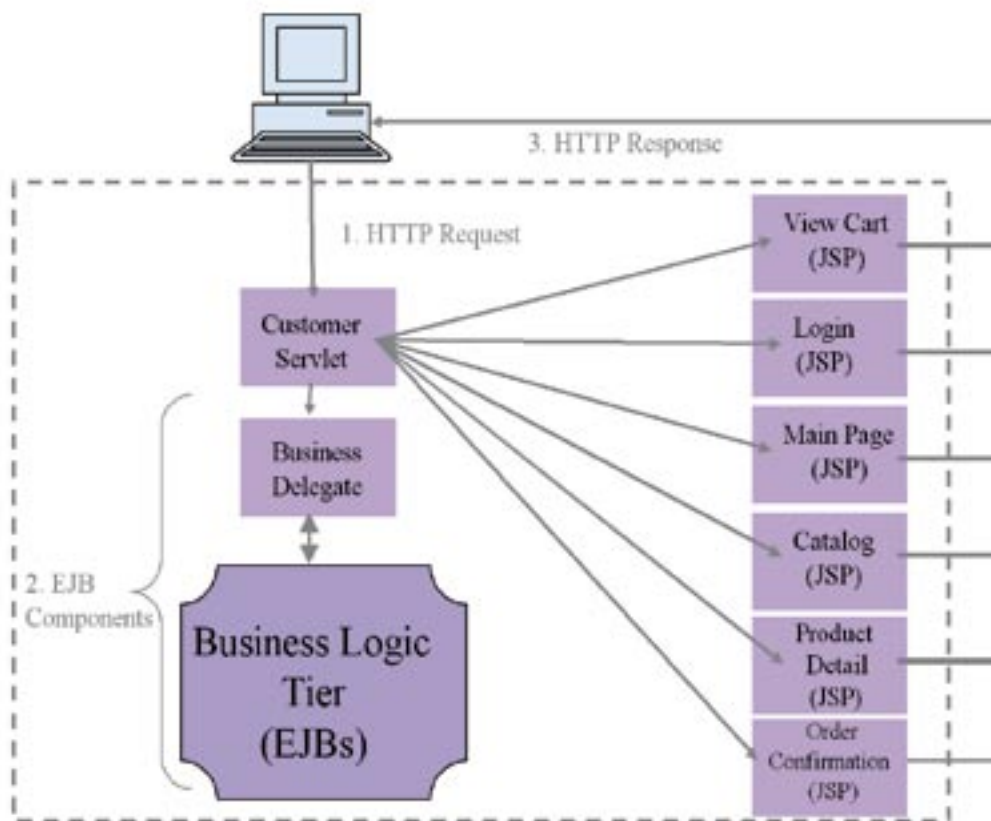 3. HTTP Response
1. HTTP Request
Customer
Servlet
Business
Delegate
2. EJB
Components
Business Logic
Tier
(EJBs)
View Cart
(JSP)
Login
(JSP)
Main Page
(JSP)
Catalog
(JSP)
Product
Detail
(JSP)
Order
Confirmation
(JSP)